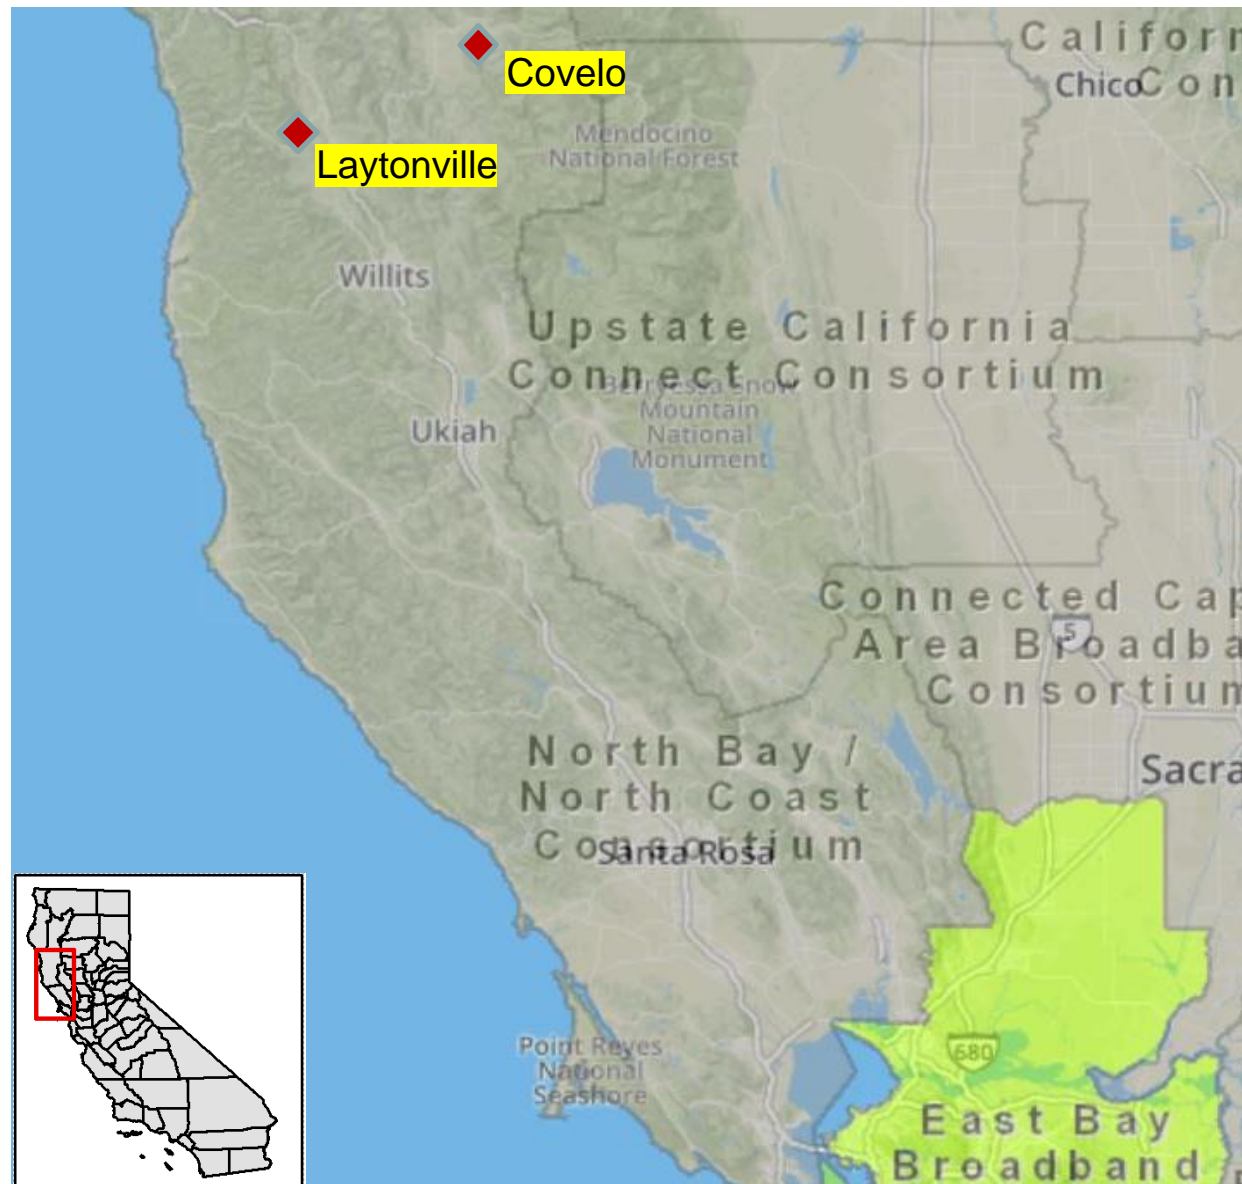 Californ
Con
Chico
Covelo
Mendocino
National Forest
Laytonville
Willits
Upstate California
Connect Consortium
Berryessa Snow
Mountain
National
Monument
Ukiah
Connected Cap
Area Broadba
Consortium
5
North Bay /
North Coast
Consortium
Santa Rosa
Sacra
Point Reyes
National
Seashore
680
East Bay
Broadband